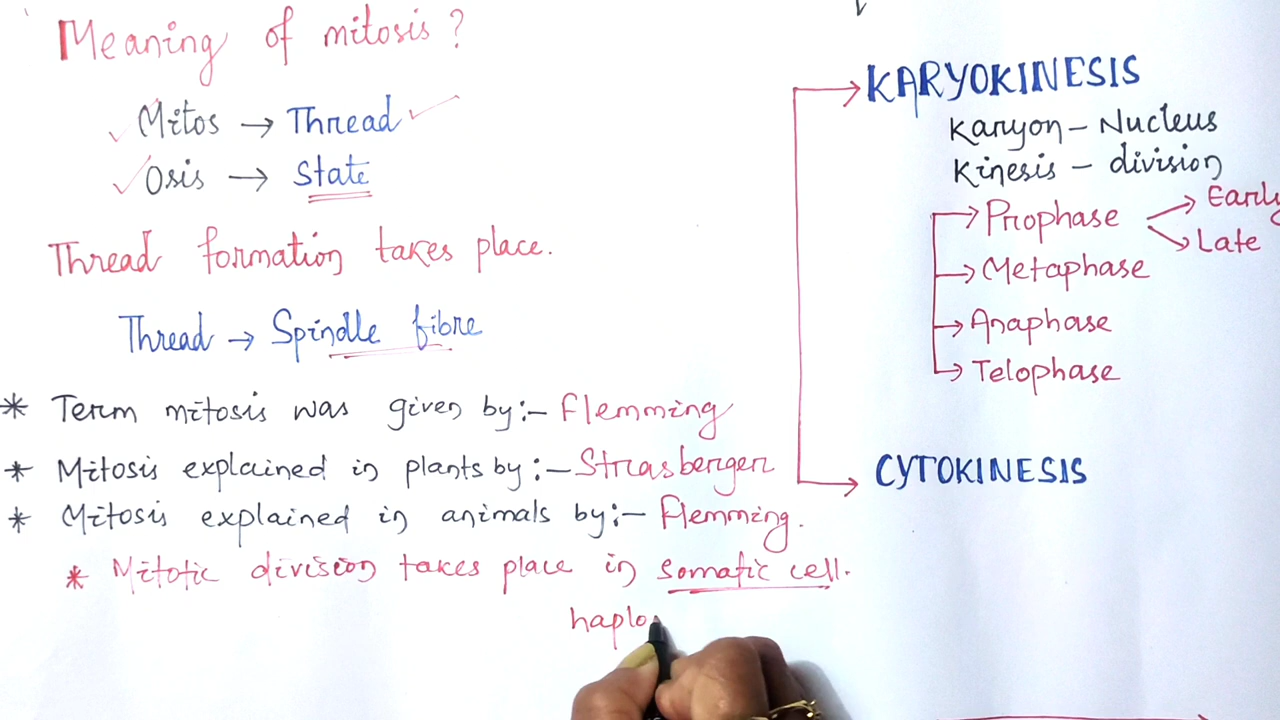 Meaning of mitosis ?
Mitos → Thread
Osis → State
Thread formation takes place.
Thread → Spindle fibre
* Term mitosis was given by:- Flemming
* Mitosis explained in plants by:- Strasberger
* Mitosis explained in animals by:- Flemming.
* Mitotic division takes place in somatic cell.
haplo
KARYOKINESIS
Karyon - Nucleus
Kinesis - division
→ Prophase → Early
→ Late
→ Metaphase
→ Anaphase
→ Telophase
CYTOKINESIS